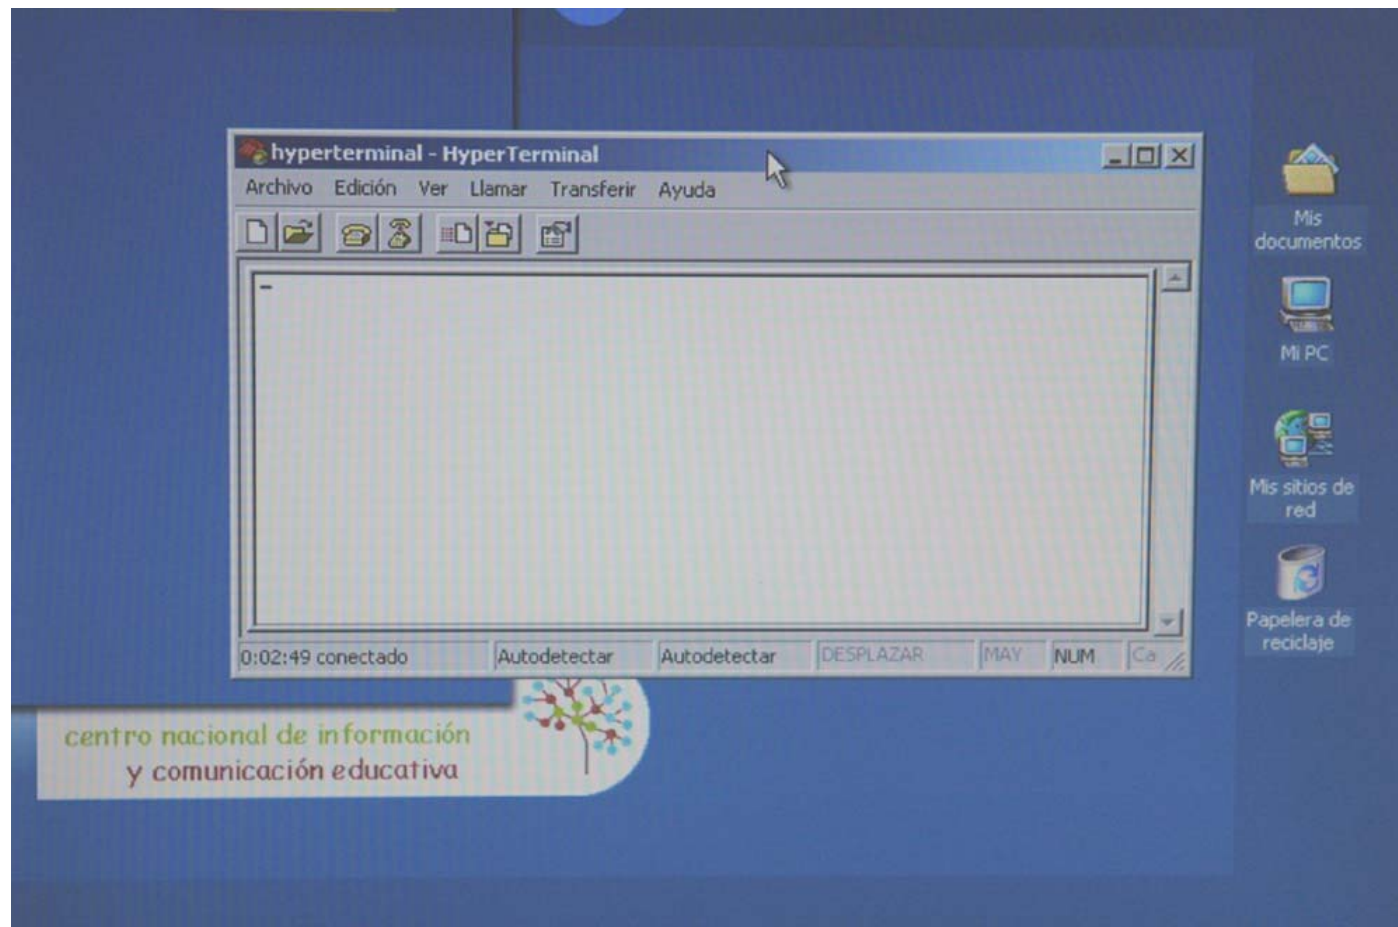 hyperterminal - HyperTerminal
Archivo Edición Ver Llamar Transferir Ayuda
0:02:49 conectado Autodetectar Autodetectar DESPLAZAR MAY NUM Ca
Mis
documentos
Mi PC
Mis sitios de
red
Papelera de
reciclaje
centro nacional de información
y comunicación educativa